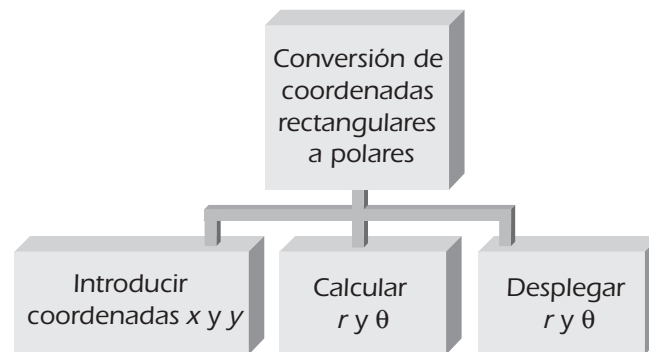 Conversión de
coordenadas
rectangulares
a polares
Introducir
coordenadas x y y
Calcular
r y θ
Desplegar
r y θ